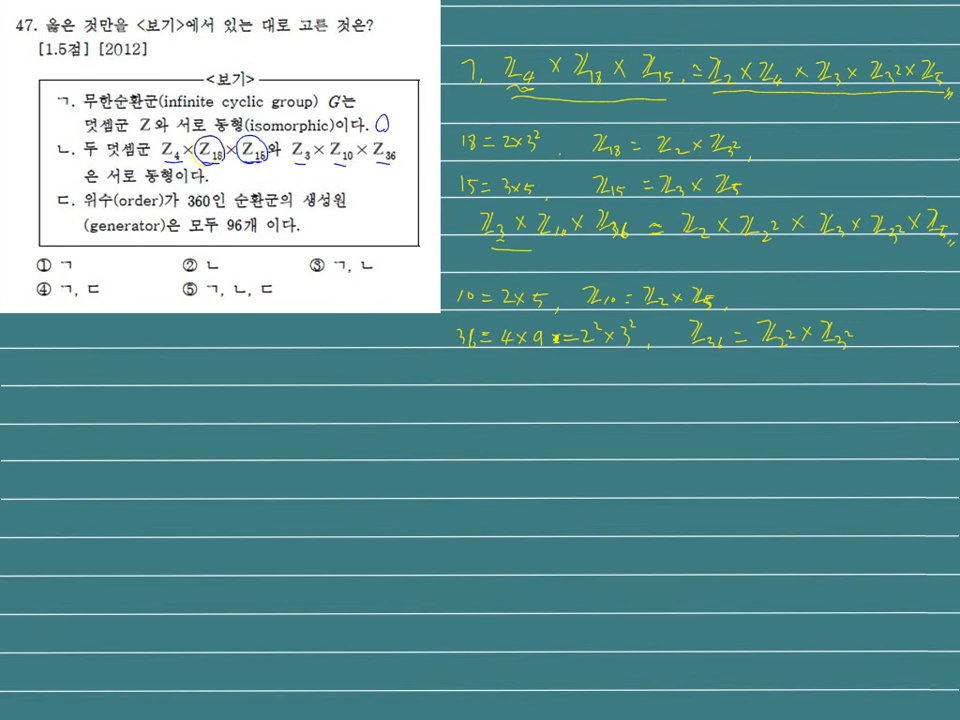 47. 옳은 것만을 <보기>에서 있는 대로 고른 것은?
[1.5점] [2012]
<보기>
ㄱ. 무한순환군(infinite cyclic group) G는
덧셈군 Z와 서로 동형(isomorphic)이다. O
ㄴ. 두 덧셈군 Z₄×Z₁₈×Z₁₅와 Z₃×Z₁₀×Z₃₆
은 서로 동형이다.
ㄷ. 위수(order)가 360인 순환군의 생성원
(generator)은 모두 96개 이다.
① ㄱ ② ㄴ ③ ㄱ, ㄴ
④ ㄱ, ㄷ ⑤ ㄱ, ㄴ, ㄷ
ㄱ, ℤ₄ × ℤ₁₈ × ℤ₁₅ ≅ ℤ₂ × ℤ₄ × ℤ₃ × ℤ_3² × ℤ₅
18 = 2×3² . ℤ₁₈ = ℤ₂ × ℤ_3² ,
15 = 3×5 . ℤ₁₅ = ℤ₃ × ℤ₅
ℤ₃ × ℤ₁₀ × ℤ₃₆ ≅ ℤ₂ × ℤ_2² × ℤ₃ × ℤ_3² × ℤ₅
10 = 2×5 , ℤ₁₀ = ℤ₂ × ℤ₅ ,
36 = 4×9 = 2²×3² , ℤ₃₆ = ℤ_2² × ℤ_3²